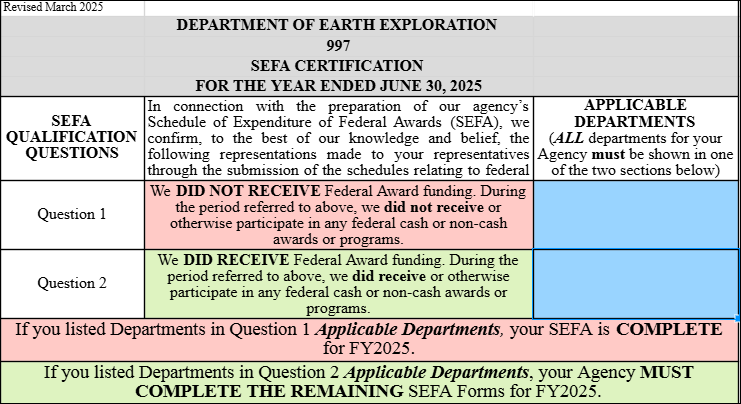 Revised March 2025
DEPARTMENT OF EARTH EXPLORATION
997
SEFA CERTIFICATION
FOR THE YEAR ENDED JUNE 30, 2025
SEFA
QUALIFICATION
QUESTIONS
In connection with the preparation of our agency's
Schedule of Expenditure of Federal Awards (SEFA), we
confirm, to the best of our knowledge and belief, the
following representations made to your representatives
through the submission of the schedules relating to federal
APPLICABLE
DEPARTMENTS
(ALL departments for your
Agency must be shown in one
of the two sections below)
Question 1
We DID NOT RECEIVE Federal Award funding. During
the period referred to above, we did not receive or
otherwise participate in any federal cash or non-cash
awards or programs.
Question 2
We DID RECEIVE Federal Award funding. During the
period referred to above, we did receive or otherwise
participate in any federal cash or non-cash awards or
programs.
If you listed Departments in Question 1 Applicable Departments, your SEFA is COMPLETE
for FY2025.
If you listed Departments in Question 2 Applicable Departments, your Agency MUST
COMPLETE THE REMAINING SEFA Forms for FY2025.